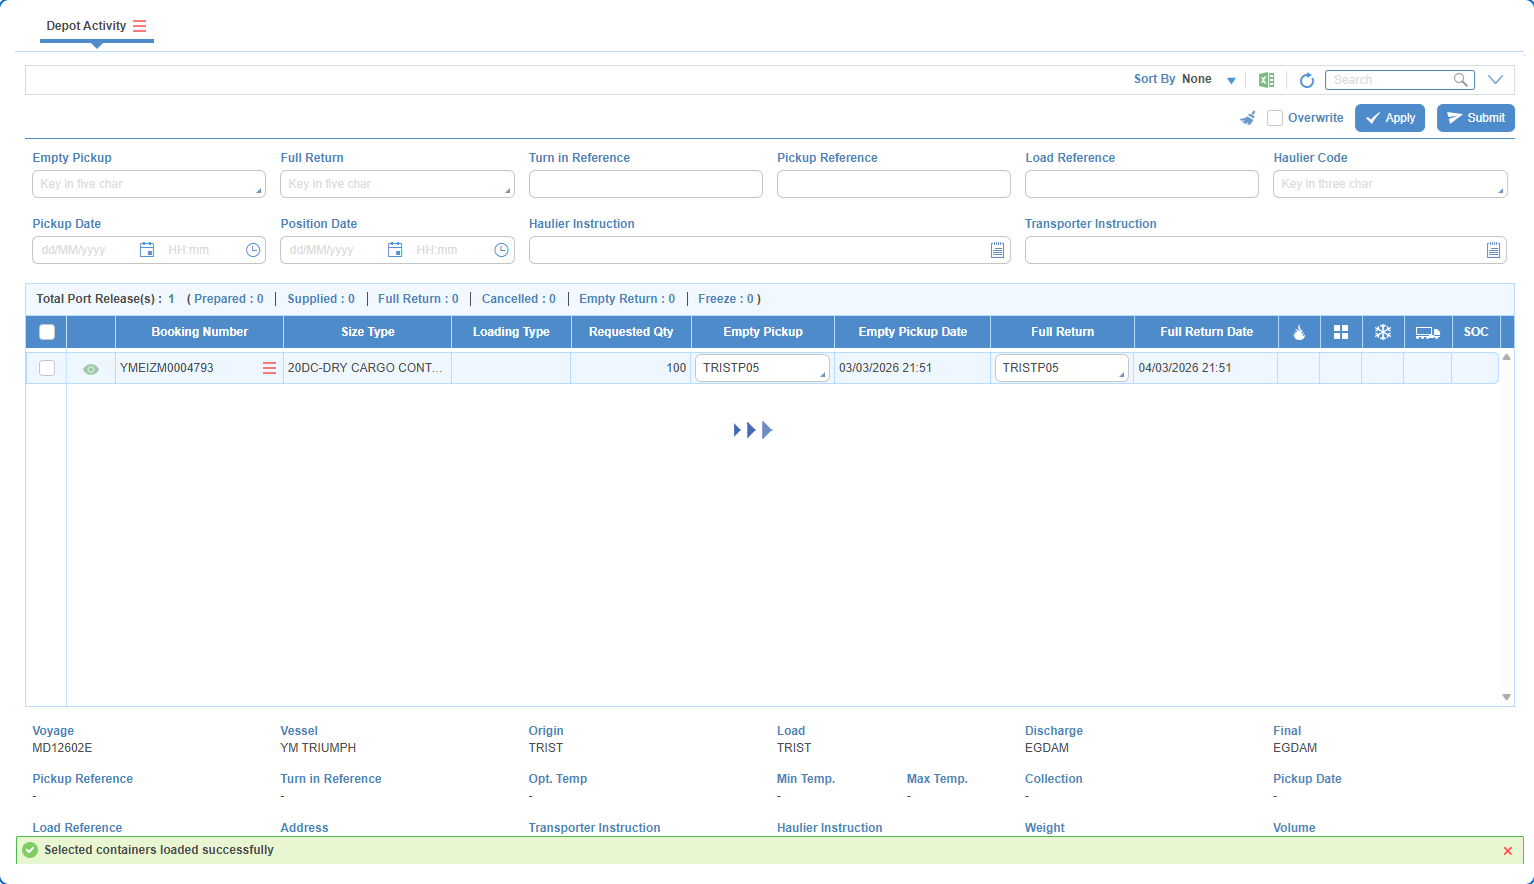 Depot Activity
Sort By None
Search
Overwrite
Apply
Submit
Empty Pickup
Full Return
Turn in Reference
Pickup Reference
Load Reference
Haulier Code
Key in five char
Key in five char
Key in three char
Pickup Date
Position Date
Haulier Instruction
Transporter Instruction
dd/MM/yyyy
HH:mm
dd/MM/yyyy
HH:mm
Total Port Release(s) : 1 ( Prepared : 0 | Supplied : 0 | Full Return : 0 | Cancelled : 0 | Empty Return : 0 | Freeze : 0 )
Booking Number
Size Type
Loading Type
Requested Qty
Empty Pickup
Empty Pickup Date
Full Return
Full Return Date
SOC
YMEIZM0004793
20DC-DRY CARGO CONT...
100
TRISTP05
03/03/2026 21:51
TRISTP05
04/03/2026 21:51
Voyage
Vessel
Origin
Load
Discharge
Final
MD12602E
YM TRIUMPH
TRIST
TRIST
EGDAM
EGDAM
Pickup Reference
Turn in Reference
Opt. Temp
Min Temp.
Max Temp.
Collection
Pickup Date
-
-
-
-
-
-
-
Load Reference
Address
Transporter Instruction
Haulier Instruction
Weight
Volume
Selected containers loaded successfully